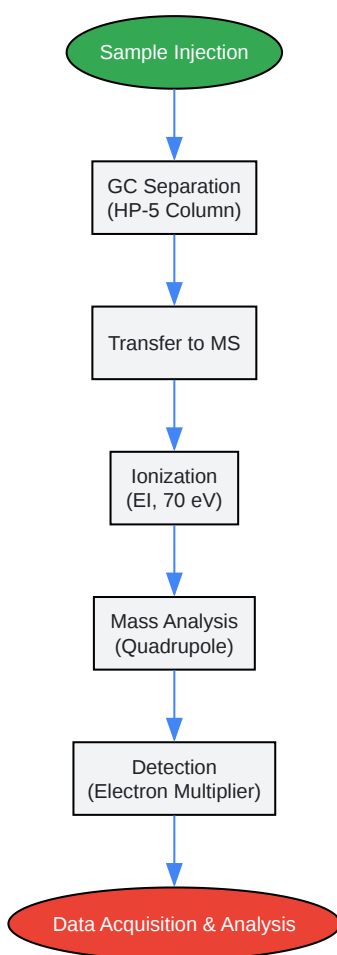 Sample Injection
GC Separation
(HP-5 Column)
Transfer to MS
Ionization
(EI, 70 eV)
Mass Analysis
(Quadrupole)
Detection
(Electron Multiplier)
Data Acquisition & Analysis